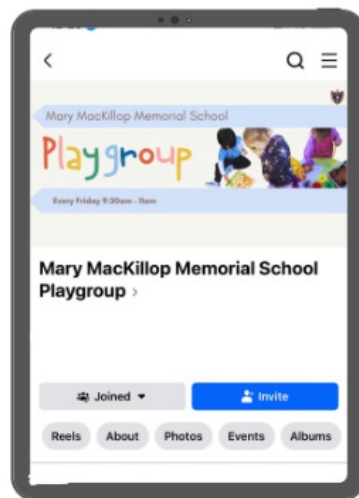 Mary MacKillop Memorial School
Playgroup
Every Friday 9:30am - 11am
Mary MacKillop Memorial School
Playgroup >
Joined
Invite
Reels
About
Photos
Events
Albums